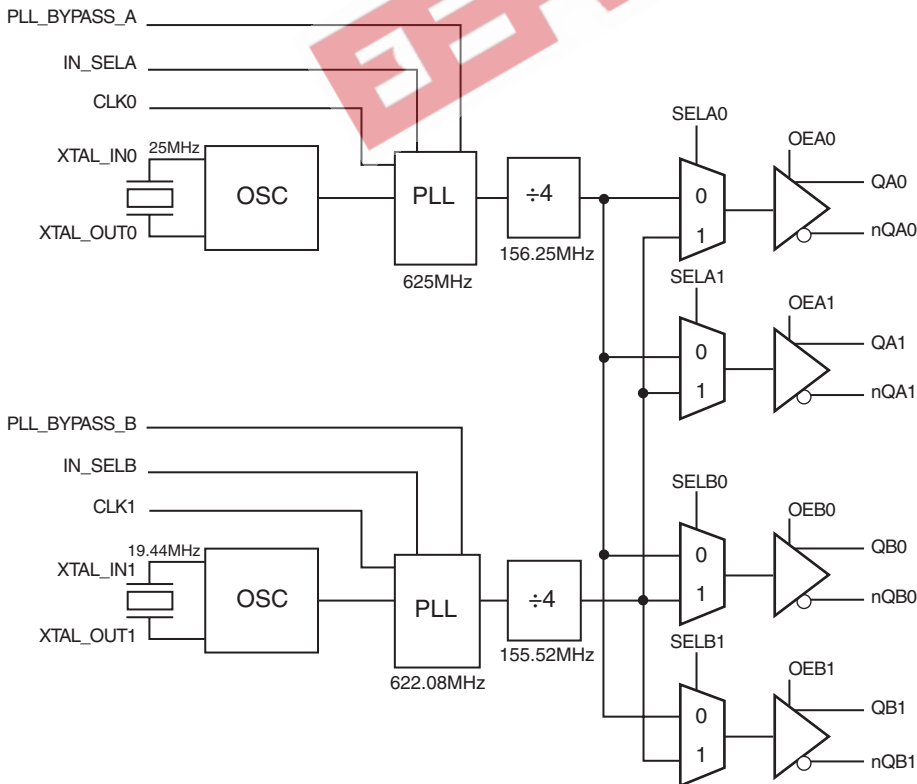 PLL_BYPASS_A
IN_SELA
CLK0
XTAL_IN0
25MHz
XTAL_OUT0
OSC
PLL
625MHz
÷4
156.25MHz
SELA0
0
1
OEA0
QA0
nQA0
SELA1
0
1
OEA1
QA1
nQA1
PLL_BYPASS_B
IN_SELB
CLK1
XTAL_IN1
19.44MHz
XTAL_OUT1
OSC
PLL
622.08MHz
÷4
155.52MHz
SELB0
0
1
OEB0
QB0
nQB0
SELB1
0
1
OEB1
QB1
nQB1